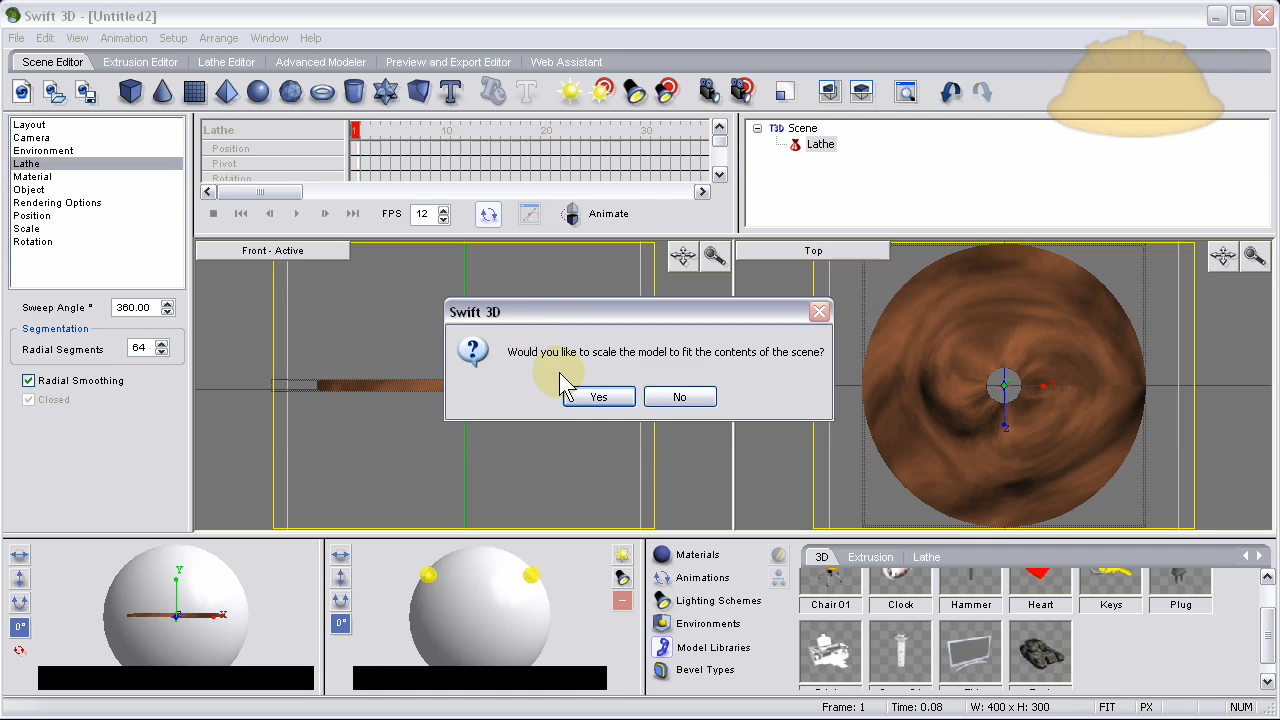 Swift 3D - [Untitled2]
File Edit View Animation Setup Arrange Window Help
Scene Editor Extrusion Editor Lathe Editor Advanced Modeler Preview and Export Editor Web Assistant
Layout
Camera
Environment
Lathe
Material
Object
Rendering Options
Position
Scale
Rotation
Sweep Angle ° 360.00
Segmentation
Radial Segments 64
Radial Smoothing
Closed
Lathe 1 10 20 30
Position
Pivot
Rotation
FPS 12 Animate
T3D Scene
Lathe
Front - Active
Top
X
Z
Swift 3D
Would you like to scale the model to fit the contents of the scene?
Yes No
Y
X
0°
0°
Materials
Animations
Lighting Schemes
Environments
Model Libraries
Bevel Types
3D Extrusion Lathe
Chair01 Clock Hammer Heart Keys Plug
Frame: 1 Time: 0.08 W: 400 x H: 300 FIT PX NUM